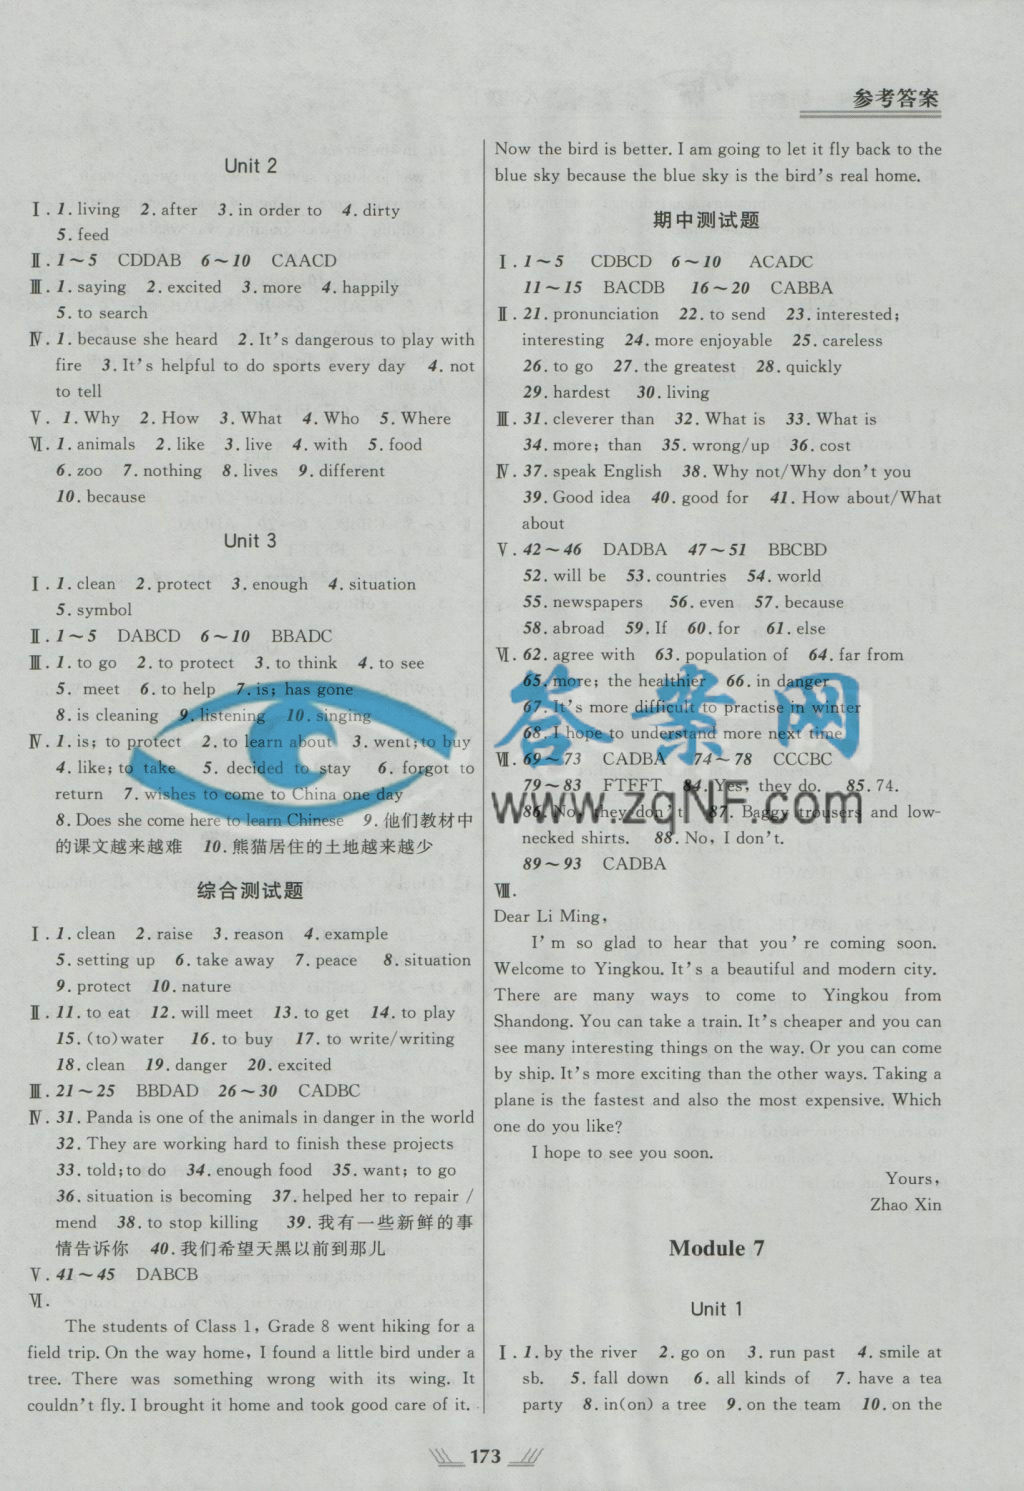 参考答案
Unit 2
Ⅰ. 1. living 2. after 3. in order to 4. dirty
5. feed
Ⅱ. 1～5 CDDAB 6～10 CAACD
Ⅲ. 1. saying 2. excited 3. more 4. happily
5. to search
Ⅳ. 1. because she heard 2. It's dangerous to play with
fire 3. It's helpful to do sports every day 4. not
to tell
Ⅴ. 1. Why 2. How 3. What 4. Who 5. Where
Ⅵ. 1. animals 2. like 3. live 4. with 5. food
6. zoo 7. nothing 8. lives 9. different
10. because
Unit 3
Ⅰ. 1. clean 2. protect 3. enough 4. situation
5. symbol
Ⅱ. 1～5 DABCD 6～10 BBADC
Ⅲ. 1. to go 2. to protect 3. to think 4. to see
5. meet 6. to help 7. is; has gone
8. is cleaning 9. listening 10. singing
Ⅳ. 1. is; to protect 2. to learn about 3. went; to buy
4. like; to take 5. decided to stay 6. forgot to
return 7. wishes to come to China one day
8. Does she come here to learn Chinese 9. 他们教材中
的课文越来越难 10. 熊猫居住的土地越来越少
综合测试题
Ⅰ. 1. clean 2. raise 3. reason 4. example
5. setting up 6. take away 7. peace 8. situation
9. protect 10. nature
Ⅱ. 11. to eat 12. will meet 13. to get 14. to play
15. (to)water 16. to buy 17. to write/writing
18. clean 19. danger 20. excited
Ⅲ. 21～25 BBDAD 26～30 CADBC
Ⅳ. 31. Panda is one of the animals in danger in the world
32. They are working hard to finish these projects
33. told;to do 34. enough food 35. want; to go
36. situation is becoming 37. helped her to repair /
mend 38. to stop killing 39. 我有一些新鲜的事
情告诉你 40. 我们希望天黑以前到那儿
Ⅴ. 41～45 DABCB
Ⅵ.
The students of Class 1, Grade 8 went hiking for a
field trip. On the way home, I found a little bird under a
tree. There was something wrong with its wing. It
couldn't fly. I brought it home and took good care of it.
Now the bird is better. I am going to let it fly back to the
blue sky because the blue sky is the bird's real home.
期中测试题
Ⅰ. 1～5 CDBCD 6～10 ACADC
11～15 BACDB 16～20 CABBA
Ⅱ. 21. pronunciation 22. to send 23. interested;
interesting 24. more enjoyable 25. careless
26. to go 27. the greatest 28. quickly
29. hardest 30. living
Ⅲ. 31. cleverer than 32. What is 33. What is
34. more; than 35. wrong/up 36. cost
Ⅳ. 37. speak English 38. Why not/Why don't you
39. Good idea 40. good for 41. How about/What
about
Ⅴ. 42～46 DADBA 47～51 BBCBD
52. will be 53. countries 54. world
55. newspapers 56. even 57. because
58. abroad 59. If 60. for 61. else
Ⅵ. 62. agree with 63. population of 64. far from
65. more; the healthier 66. in danger
67. It's more difficult to practise in winter
68. I hope to understand more next time
Ⅶ. 69～73 CADBA 74～78 CCCBC
79～83 FTFFT 84. Yes, they do. 85. 74.
86. No, they don't. 87. Baggy trousers and low-
necked shirts. 88. No, I don't.
89～93 CADBA
Ⅷ.
Dear Li Ming,
I'm so glad to hear that you're coming soon.
Welcome to Yingkou. It's a beautiful and modern city.
There are many ways to come to Yingkou from
Shandong. You can take a train. It's cheaper and you can
see many interesting things on the way. Or you can come
by ship. It's more exciting than the other ways. Taking a
plane is the fastest and also the most expensive. Which
one do you like?
I hope to see you soon.
Yours,
Zhao Xin
Module 7
Unit 1
Ⅰ. 1. by the river 2. go on 3. run past 4. smile at
sb. 5. fall down 6. all kinds of 7. have a tea
party 8. in(on) a tree 9. on the team 10. on the
173
答案网
www.zqNF.com